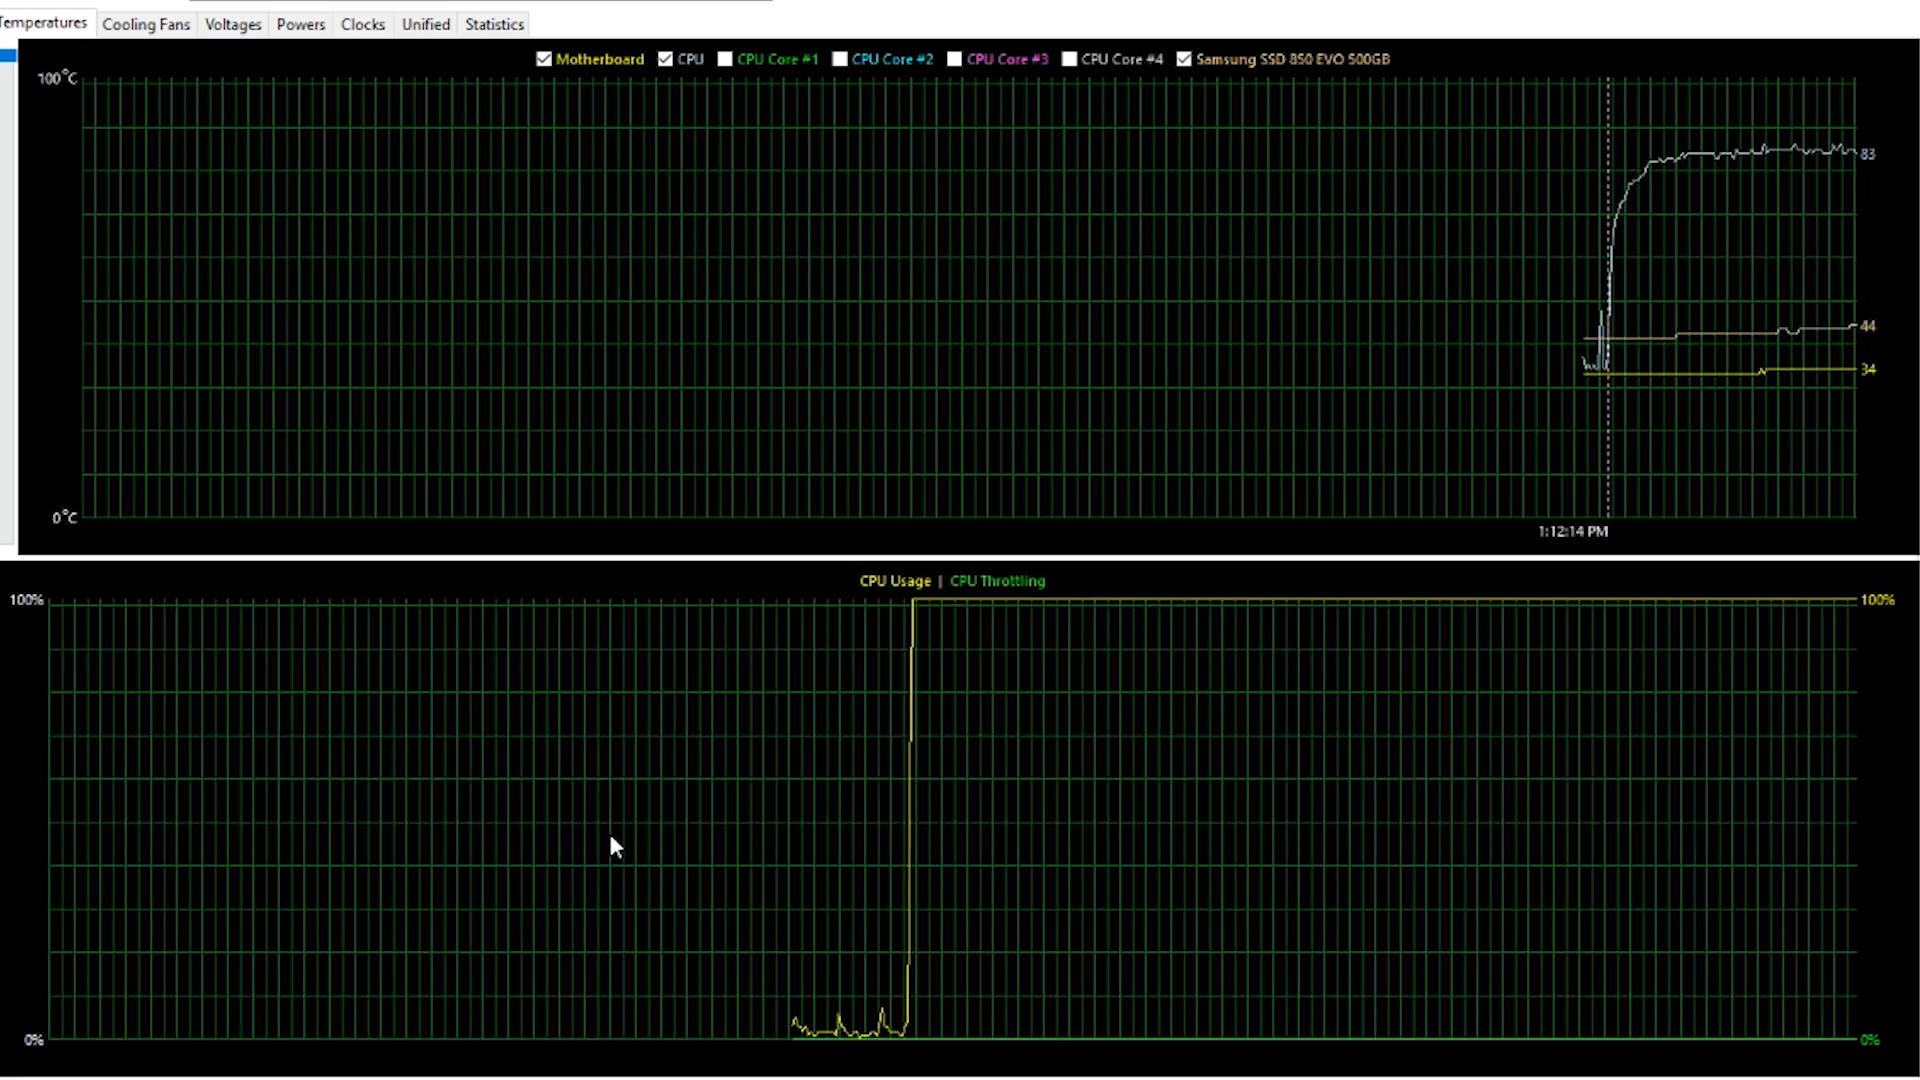 Temperatures Cooling Fans Voltages Powers Clocks Unified Statistics
Motherboard CPU CPU Core #1 CPU Core #2 CPU Core #3 CPU Core #4 Samsung SSD 850 EVO 500GB
100°C
83
44
34
0°C
1:12:14 PM
CPU Usage | CPU Throttling
100% 100%
0% 0%